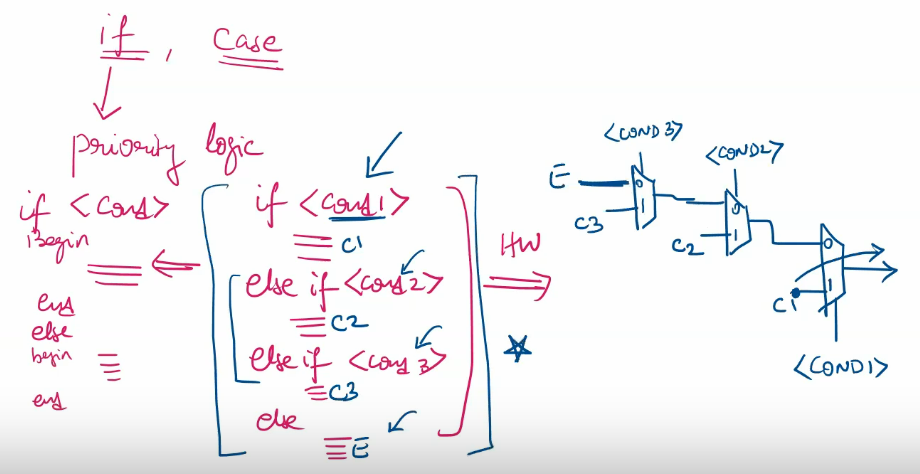 if, Case
priority logic
if <cond>
Begin
end
else
begin
end
if <cond1>
C1
else if <cond2>
C2
else if <cond3>
C3
else
E
HW
<COND3>
E
0
1
C3
<COND2>
0
1
C2
0
1
C1
<COND1>